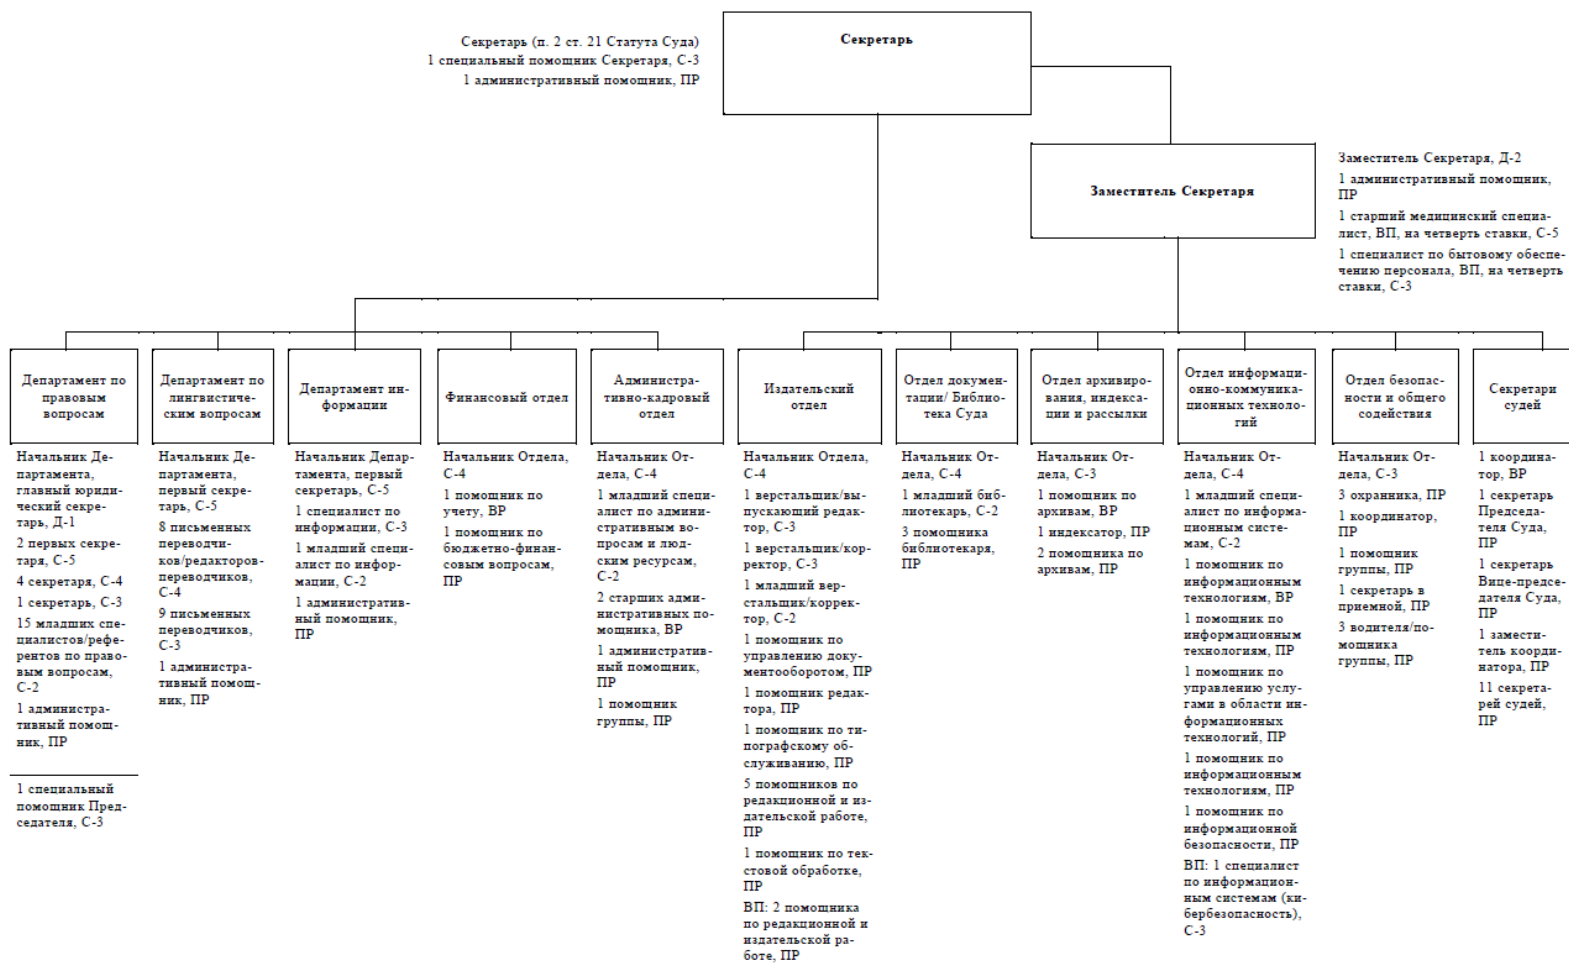 Секретарь (п. 2 ст. 21 Статута Суда)
1 специальный помощник Секретаря, С-3
1 административный помощник, ПР
Секретарь
Заместитель Секретаря
Заместитель Секретаря, Д-2
1 административный помощник,
ПР
1 старший медицинский специа-
лист, ВП, на четверть ставки, С-5
1 специалист по бытовому обеспе-
чению персонала, ВП, на четверть
ставки, С-3
Департамент по
правовым
вопросам
Начальник Де-
партамента,
главный юриди-
ческий секре-
тарь, Д-1
2 первых секре-
таря, С-5
4 секретаря, С-4
1 секретарь, С-3
15 младших спе-
циалистов/рефе-
рентов по право-
вым вопросам,
С-2
1 администра-
тивный помощ-
ник, ПР
1 специальный
помощник Пред-
седателя, С-3
Департамент по
лингвистиче-
ским вопросам
Начальник Де-
партамента,
первый секре-
тарь, С-5
8 письменных
переводчи-
ков/редакторов-
переводчиков,
С-4
9 письменных
переводчиков,
С-3
1 администра-
тивный помощ-
ник, ПР
Департамент ин-
формации
Начальник Депар-
тамента, первый
секретарь, С-5
1 специалист по
информации, С-3
1 младший специ-
алист по инфор-
мации, С-2
1 административ-
ный помощник,
ПР
Финансовый отдел
Начальник Отдела,
С-4
1 помощник по
учету, ВР
1 помощник по
бюджетно-финан-
совым вопросам,
ПР
Администра-
тивно-кадровый
отдел
Начальник От-
дела, С-4
1 младший специ-
алист по админи-
стративным во-
просам и люд-
ским ресурсам,
С-2
2 старших адми-
нистративных по-
мощника, ВР
1 административ-
ный помощник,
ПР
1 помощник
группы, ПР
Издательский
отдел
Начальник Отдела,
С-4
1 верстальщик/вы-
пускающий редак-
тор, С-3
1 верстальщик/кор-
ректор, С-3
1 младший вер-
стальщик/коррек-
тор, С-2
1 помощник по
управлению доку-
ментооборотом, ПР
1 помощник редак-
тора, ПР
1 помощник по ти-
пографскому об-
служиванию, ПР
5 помощников по
редакционной и из-
дательской работе,
ПР
1 помощник по тек-
стовой обработке,
ПР
ВП: 2 помощника
по редакционной и
издательской ра-
боте, ПР
Отдел докумен-
тации/ Библио-
тека Суда
Начальник От-
дела, С-4
1 младший биб-
лиотекарь, С-2
3 помощника
библиотекаря,
ПР
Отдел архивиро-
вания, индекса-
ции и рассылки
Начальник От-
дела, С-3
1 помощник по
архивам, ВР
1 индексатор, ПР
2 помощника по
архивам, ПР
Отдел информаци-
онно-коммуника-
ционных техноло-
гий
Начальник От-
дела, С-4
1 младший специ-
алист по информа-
ционным систе-
мам, С-2
1 помощник по
информационным
технологиям, ВР
1 помощник по
информационным
технологиям, ПР
1 помощник по
управлению услу-
гами в области ин-
формационных
технологий, ПР
1 помощник по
информационным
технологиям, ПР
1 помощник по
информационной
безопасности, ПР
ВП: 1 специалист
по информацион-
ным системам (ки-
бербезопасность),
С-3
Отдел безопас-
ности и общего
содействия
Начальник От-
дела, С-3
3 охранника, ПР
1 координатор,
ПР
1 помощник
группы, ПР
1 секретарь в
приемной, ПР
3 водителя/по-
мощника
группы, ПР
Секретари
судей
1 координа-
тор, ВР
1 секретарь
Председа-
теля Суда,
ПР
1 секретарь
Вице-предсе-
дателя Суда,
ПР
1 замести-
тель коорди-
натора, ПР
11 секрета-
рей судей,
ПР